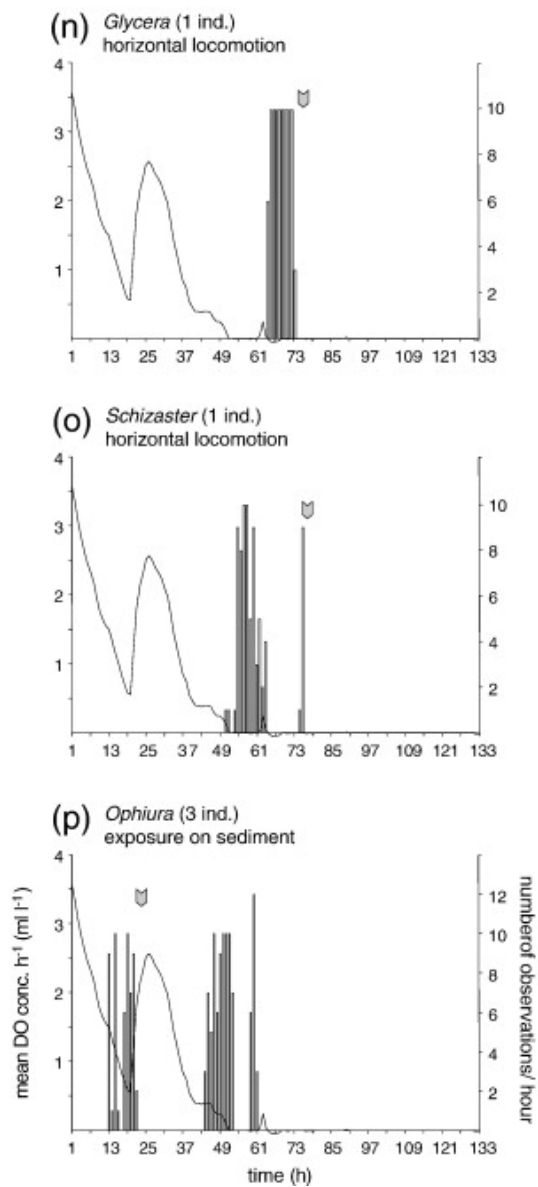 (n) Glycera (1 ind.)
horizontal locomotion
4
3
2
1
10
8
6
4
2
1 13 25 37 49 61 73 85 97 109 121 133
(o) Schizaster (1 ind.)
horizontal locomotion
4
3
2
1
10
8
6
4
2
1 13 25 37 49 61 73 85 97 109 121 133
(p) Ophiura (3 ind.)
exposure on sediment
mean DO conc. h-1 (ml l-1)
4
3
2
1
12
10
8
6
4
2
numberof observations/ hour
1 13 25 37 49 61 73 85 97 109 121 133
time (h)